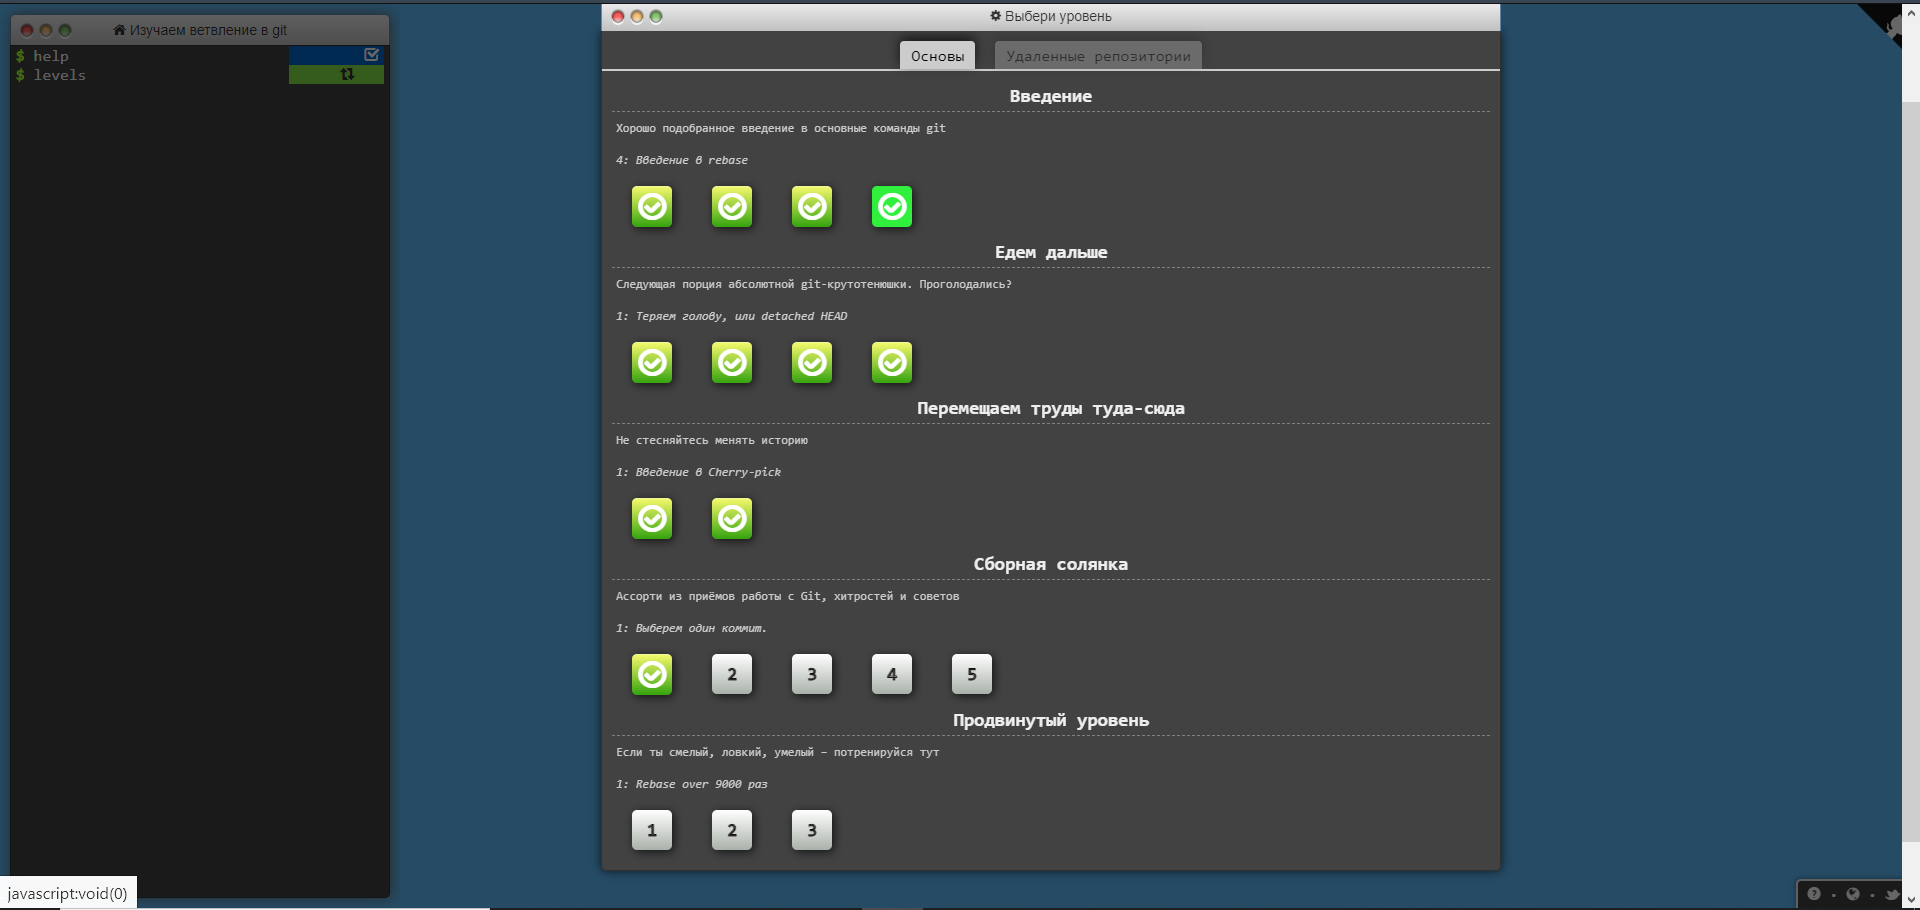 Изучаем ветвление в git
$ help
$ levels
Выбери уровень
Основы
Удаленные репозитории
Введение
Хорошо подобранное введение в основные команды git
4: Введение в rebase
Едем дальше
Следующая порция абсолютной git-крутотенюшки. Проголодались?
1: Теряем голову, или detached HEAD
Перемещаем труды туда-сюда
Не стесняйтесь менять историю
1: Введение в Cherry-pick
Сборная солянка
Ассорти из приёмов работы с Git, хитростей и советов
1: Выберем один коммит.
2 3 4 5
Продвинутый уровень
Если ты смелый, ловкий, умелый – потренируйся тут
1: Rebase over 9000 раз
1 2 3
javascript:void(0)